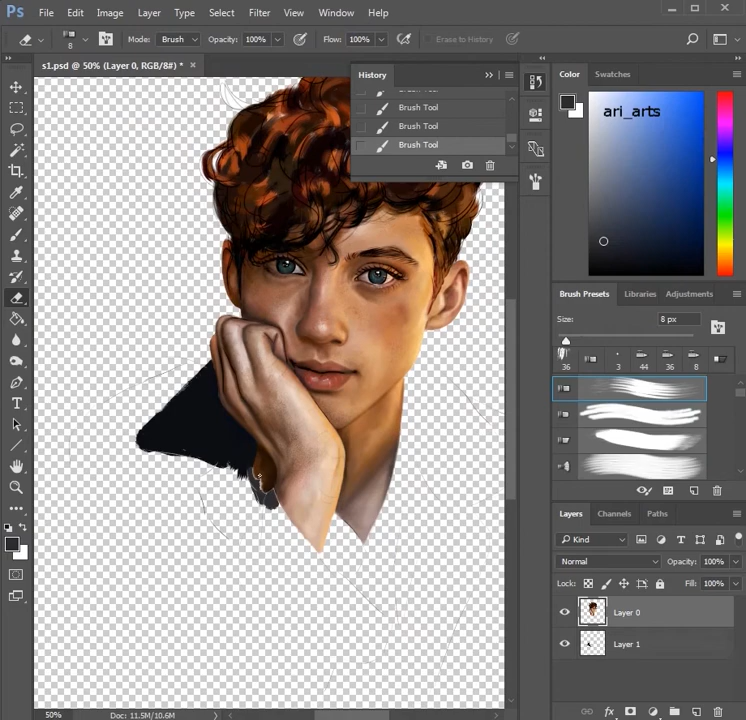 Ps File Edit Image Layer Type Select Filter View Window Help
8 Mode: Brush Opacity: 100% Flow: 100% Erase to History
s1.psd @ 50% (Layer 0, RGB/8#) *
History
Brush Tool
Brush Tool
Brush Tool
Color Swatches
ari_arts
Brush Presets Libraries Adjustments
Size: 8 px
36 3 44 36 8
Layers Channels Paths
Kind
Normal Opacity: 100%
Lock: Fill: 100%
Layer 0
Layer 1
fx
50% Doc: 11.5M/10.6M